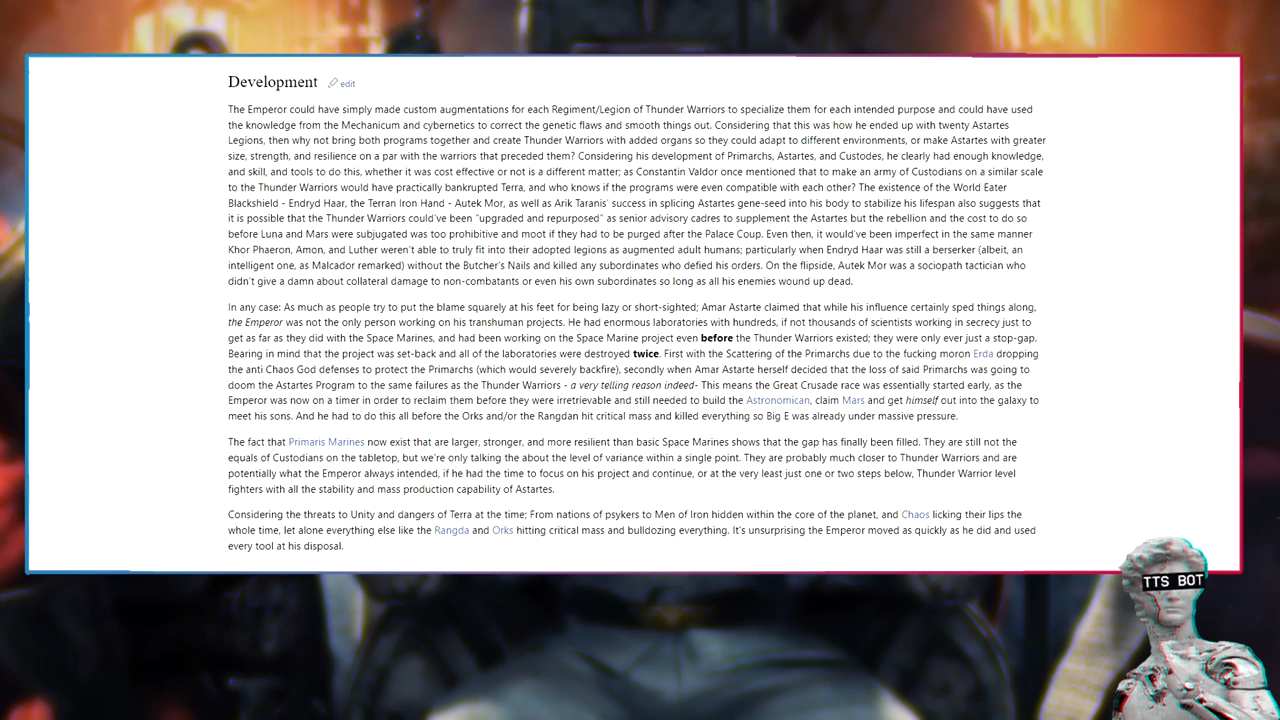 Development edit
The Emperor could have simply made custom augmentations for each Regiment/Legion of Thunder Warriors to specialize them for each intended purpose and could have used
the knowledge from the Mechanicum and cybernetics to correct the genetic flaws and smooth things out. Considering that this was how he ended up with twenty Astartes
Legions, then why not bring both programs together and create Thunder Warriors with added organs so they could adapt to different environments, or make Astartes with greater
size, strength, and resilience on a par with the warriors that preceded them? Considering his development of Primarchs, Astartes, and Custodes, he clearly had enough knowledge,
and skill, and tools to do this, whether it was cost effective or not is a different matter; as Constantin Valdor once mentioned that to make an army of Custodians on a similar scale
to the Thunder Warriors would have practically bankrupted Terra, and who knows if the programs were even compatible with each other? The existence of the World Eater
Blackshield - Endryd Haar, the Terran Iron Hand - Autek Mor, as well as Arik Taranis' success in splicing Astartes gene-seed into his body to stabilize his lifespan also suggests that
it is possible that the Thunder Warriors could've been "upgraded and repurposed" as senior advisory cadres to supplement the Astartes but the rebellion and the cost to do so
before Luna and Mars were subjugated was too prohibitive and moot if they had to be purged after the Palace Coup. Even then, it would've been imperfect in the same manner
Khor Phaeron, Amon, and Luther weren't able to truly fit into their adopted legions as augmented adult humans; particularly when Endryd Haar was still a berserker (albeit, an
intelligent one, as Malcador remarked) without the Butcher's Nails and killed any subordinates who defied his orders. On the flipside, Autek Mor was a sociopath tactician who
didn't give a damn about collateral damage to non-combatants or even his own subordinates so long as all his enemies wound up dead.
In any case: As much as people try to put the blame squarely at his feet for being lazy or short-sighted; Amar Astarte claimed that while his influence certainly sped things along,
the Emperor was not the only person working on his transhuman projects. He had enormous laboratories with hundreds, if not thousands of scientists working in secrecy just to
get as far as they did with the Space Marines, and had been working on the Space Marine project even before the Thunder Warriors existed; they were only ever just a stop-gap.
Bearing in mind that the project was set-back and all of the laboratories were destroyed twice. First with the Scattering of the Primarchs due to the fucking moron Erda dropping
the anti Chaos God defenses to protect the Primarchs (which would severely backfire), secondly when Amar Astarte herself decided that the loss of said Primarchs was going to
doom the Astartes Program to the same failures as the Thunder Warriors - a very telling reason indeed- This means the Great Crusade race was essentially started early, as the
Emperor was now on a timer in order to reclaim them before they were irretrievable and still needed to build the Astronomican, claim Mars and get himself out into the galaxy to
meet his sons. And he had to do this all before the Orks and/or the Rangdan hit critical mass and killed everything so Big E was already under massive pressure.
The fact that Primaris Marines now exist that are larger, stronger, and more resilient than basic Space Marines shows that the gap has finally been filled. They are still not the
equals of Custodians on the tabletop, but we're only talking the about the level of variance within a single point. They are probably much closer to Thunder Warriors and are
potentially what the Emperor always intended, if he had the time to focus on his project and continue, or at the very least just one or two steps below, Thunder Warrior level
fighters with all the stability and mass production capability of Astartes.
Considering the threats to Unity and dangers of Terra at the time; From nations of psykers to Men of Iron hidden within the core of the planet, and Chaos licking their lips the
whole time, let alone everything else like the Rangda and Orks hitting critical mass and bulldozing everything. It's unsurprising the Emperor moved as quickly as he did and used
every tool at his disposal.
TTS BOT